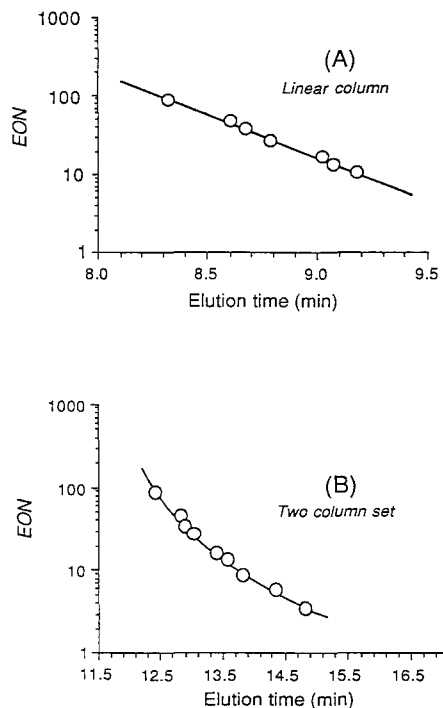 1000
(A)
Linear column
100
EON
10
1
8.0 8.5 9.0 9.5
Elution time (min)
1000
(B)
Two column set
100
EON
10
1
11.5 12.5 13.5 14.5 15.5 16.5
Elution time (min)